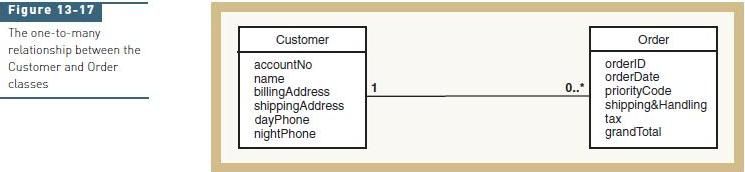 Figure 13-17
The one-to-many
relationship between the
Customer and Order
classes
Customer
accountNo
name
billingAddress
shippingAddress
dayPhone
nightPhone
1
0..*
Order
orderID
orderDate
priorityCode
shipping&Handling
tax
grandTotal